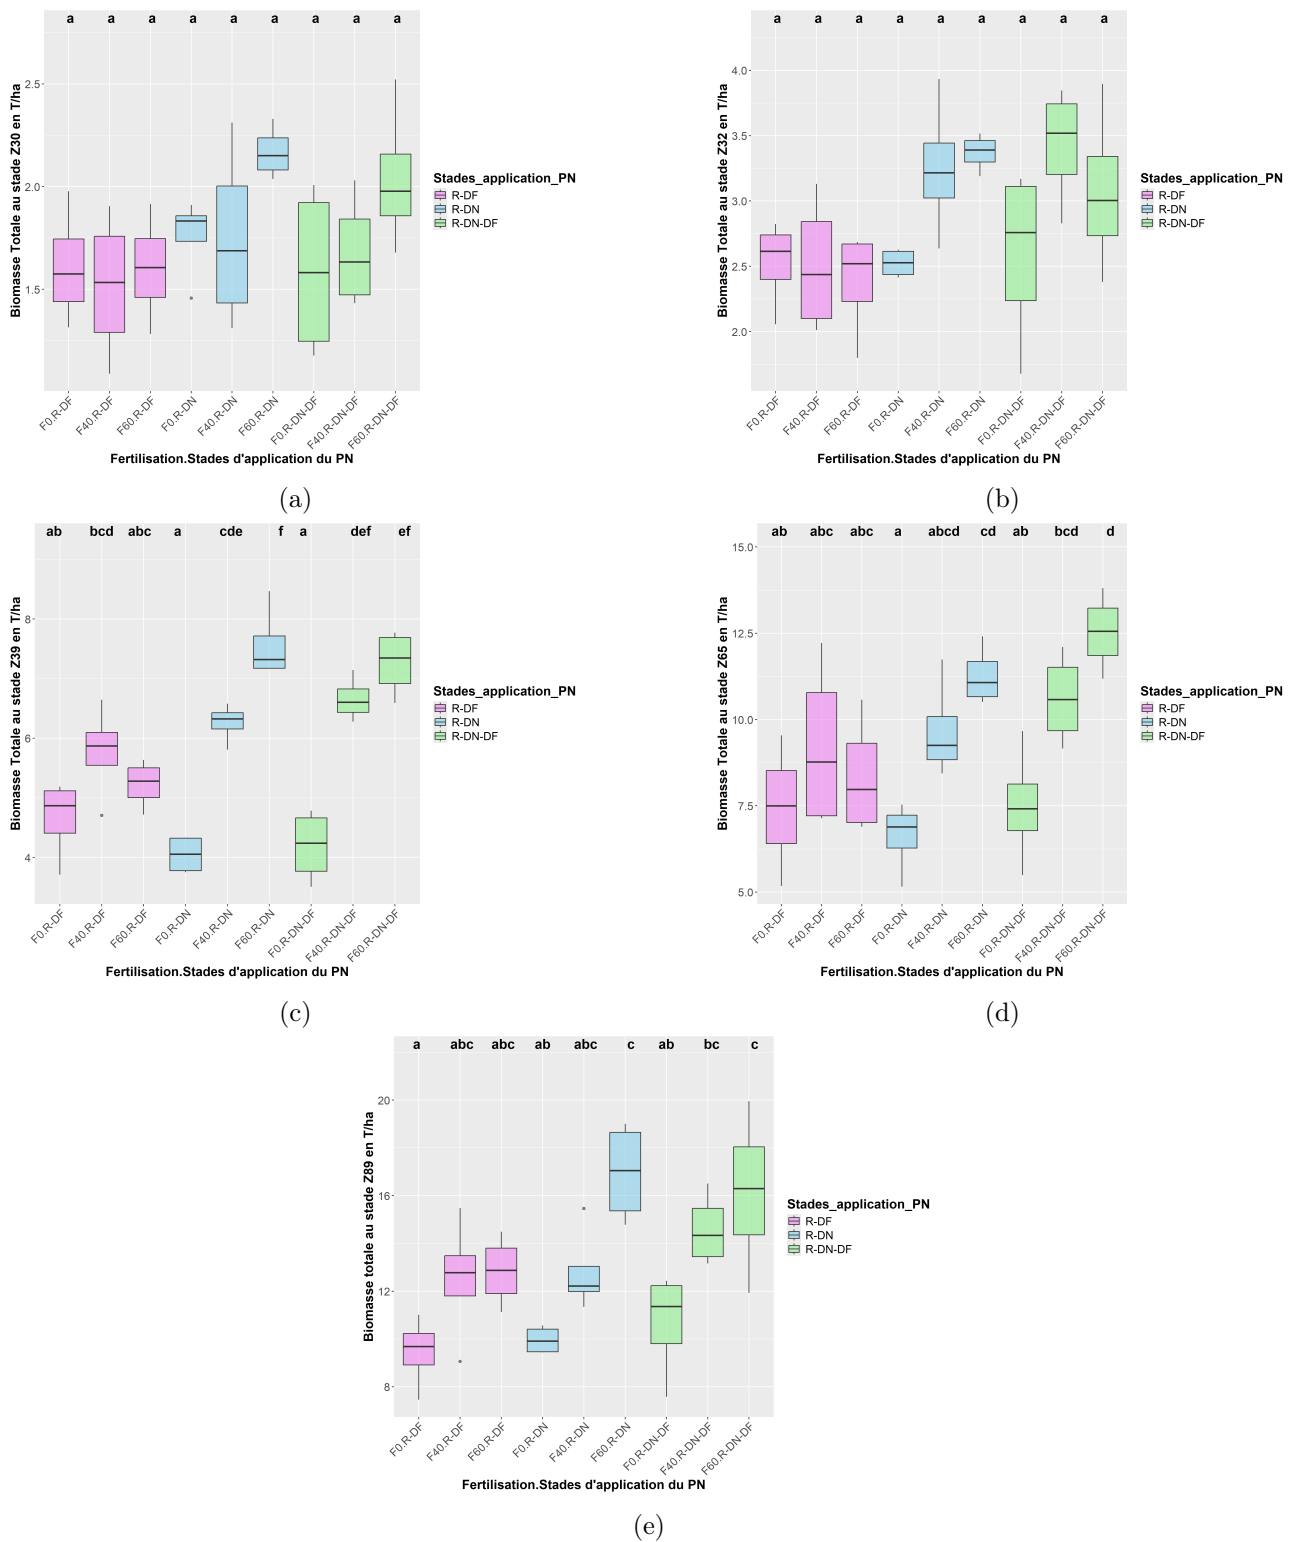 a a a a a a a a a
Biomasse Totale au stade Z30 en T/ha
2.5
2.0
1.5
F0.R-DF
F40.R-DF
F60.R-DF
F0.R-DN
F40.R-DN
F60.R-DN
F0.R-DN-DF
F40.R-DN-DF
F60.R-DN-DF
Fertilisation.Stades d'application du PN
Stades_application_PN
R-DF
R-DN
R-DN-DF
(a)
a a a a a a a a a
Biomasse Totale au stade Z32 en T/ha
4.0
3.5
3.0
2.5
2.0
F0.R-DF
F40.R-DF
F60.R-DF
F0.R-DN
F40.R-DN
F60.R-DN
F0.R-DN-DF
F40.R-DN-DF
F60.R-DN-DF
Fertilisation.Stades d'application du PN
Stades_application_PN
R-DF
R-DN
R-DN-DF
(b)
ab bcd abc a cde f a def ef
Biomasse Totale au stade Z39 en T/ha
8
6
4
F0.R-DF
F40.R-DF
F60.R-DF
F0.R-DN
F40.R-DN
F60.R-DN
F0.R-DN-DF
F40.R-DN-DF
F60.R-DN-DF
Fertilisation.Stades d'application du PN
Stades_application_PN
R-DF
R-DN
R-DN-DF
(c)
ab abc abc a abcd cd ab bcd d
Biomasse Totale au stade Z65 en T/ha
15.0
12.5
10.0
7.5
5.0
F0.R-DF
F40.R-DF
F60.R-DF
F0.R-DN
F40.R-DN
F60.R-DN
F0.R-DN-DF
F40.R-DN-DF
F60.R-DN-DF
Fertilisation.Stades d'application du PN
Stades_application_PN
R-DF
R-DN
R-DN-DF
(d)
a abc abc ab abc c ab bc c
Biomasse totale au stade Z89 en T/ha
20
16
12
8
F0.R-DF
F40.R-DF
F60.R-DF
F0.R-DN
F40.R-DN
F60.R-DN
F0.R-DN-DF
F40.R-DN-DF
F60.R-DN-DF
Fertilisation.Stades d'application du PN
Stades_application_PN
R-DF
R-DN
R-DN-DF
(e)